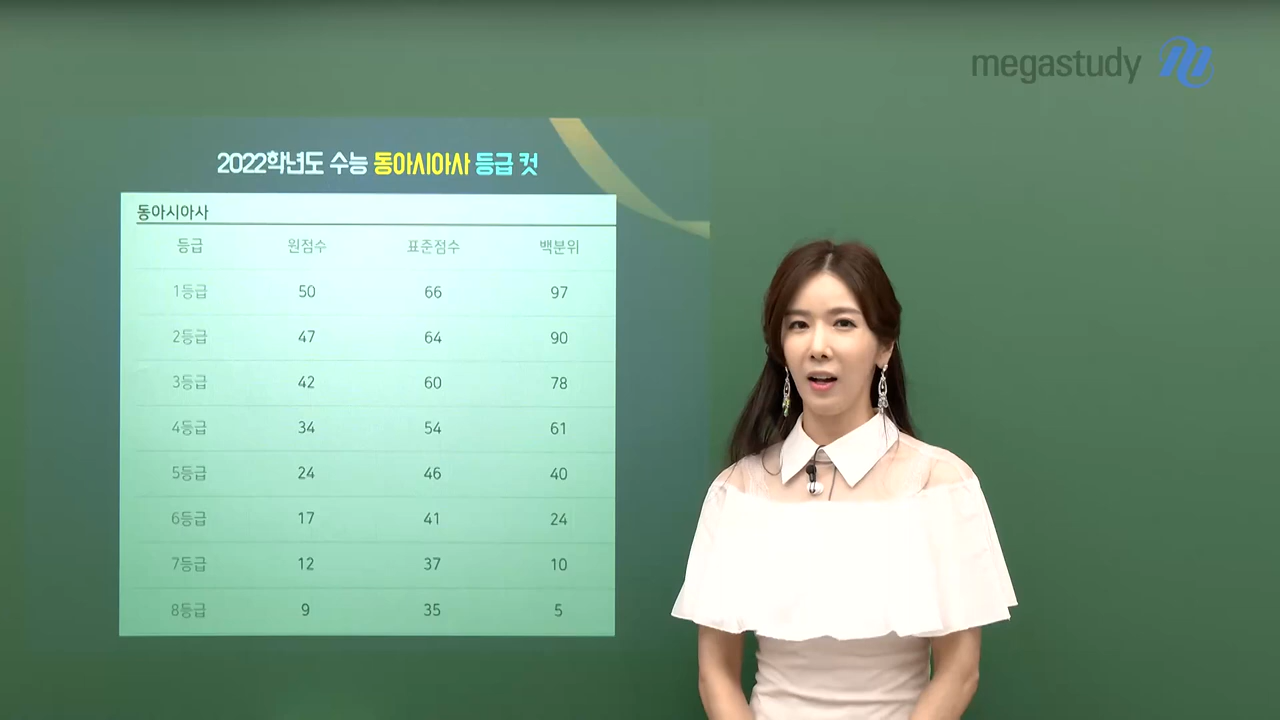 megastudy
2022학년도 수능 동아시아사 등급 컷
동아시아사
등급 원점수 표준점수 백분위
1등급 50 66 97
2등급 47 64 90
3등급 42 60 78
4등급 34 54 61
5등급 24 46 40
6등급 17 41 24
7등급 12 37 10
8등급 9 35 5